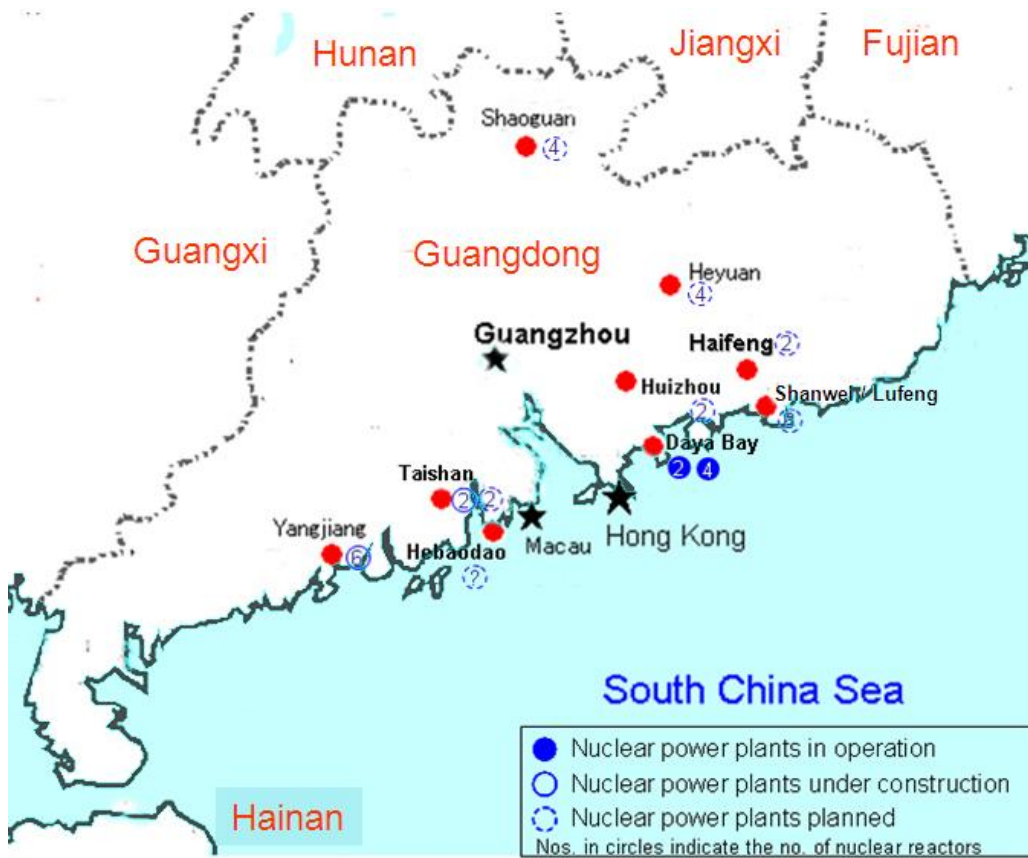 Hunan
Jiangxi
Fujian
Shaoguan
4
Guangxi
Guangdong
Heyuan
4
Guangzhou
Haifeng
2
Huizhou
2
Shanwei / Lufeng
Daya Bay
2
4
Taishan
2
2
Yangjiang
6
Hebaodao
?
Macau
Hong Kong
South China Sea
Nuclear power plants in operation
Nuclear power plants under construction
Nuclear power plants planned
Nos. in circles indicate the no. of nuclear reactors
Hainan